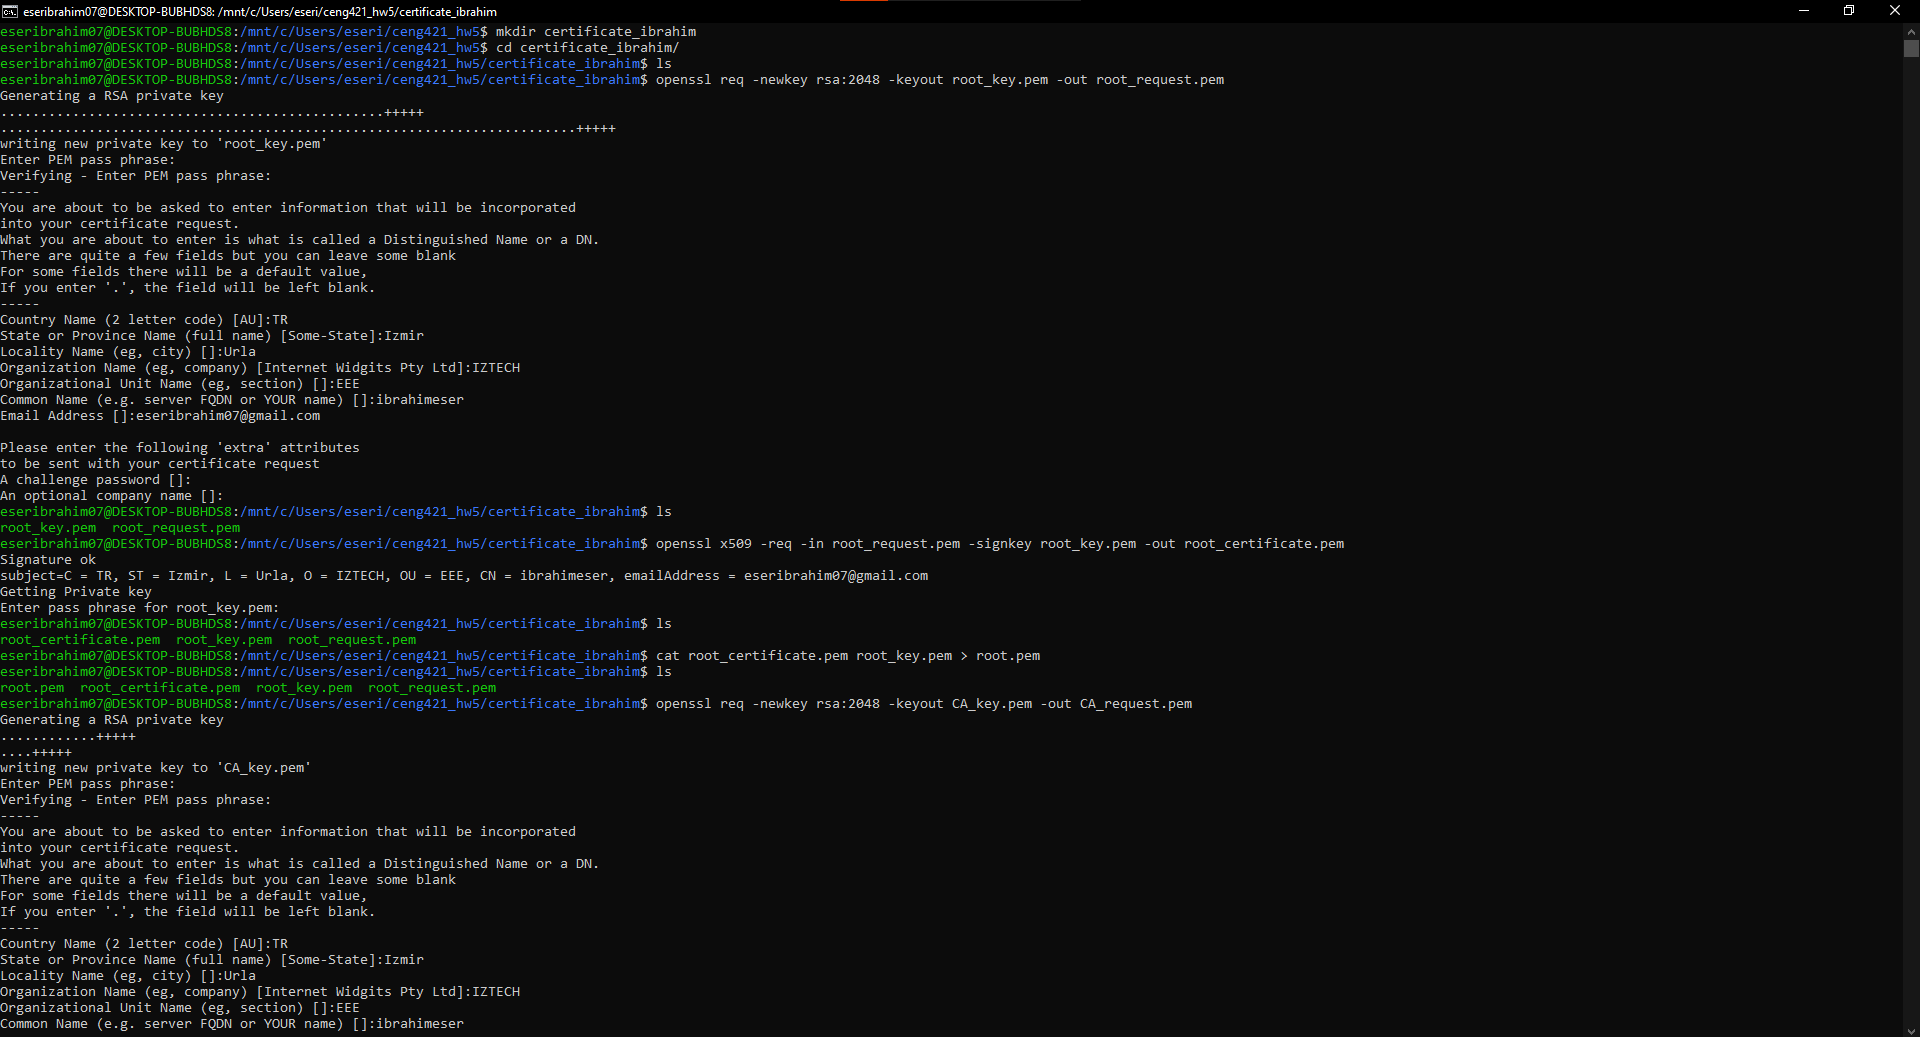 eseribrahim07@DESKTOP-BUBHDS8: /mnt/c/Users/eseri/ceng421_hw5/certificate_ibrahim
eseribrahim07@DESKTOP-BUBHDS8:/mnt/c/Users/eseri/ceng421_hw5$ mkdir certificate_ibrahim
eseribrahim07@DESKTOP-BUBHDS8:/mnt/c/Users/eseri/ceng421_hw5$ cd certificate_ibrahim/
eseribrahim07@DESKTOP-BUBHDS8:/mnt/c/Users/eseri/ceng421_hw5/certificate_ibrahim$ ls
eseribrahim07@DESKTOP-BUBHDS8:/mnt/c/Users/eseri/ceng421_hw5/certificate_ibrahim$ openssl req -newkey rsa:2048 -keyout root_key.pem -out root_request.pem
Generating a RSA private key
................................................+++++
........................................................................+++++
writing new private key to 'root_key.pem'
Enter PEM pass phrase:
Verifying - Enter PEM pass phrase:
-----
You are about to be asked to enter information that will be incorporated
into your certificate request.
What you are about to enter is what is called a Distinguished Name or a DN.
There are quite a few fields but you can leave some blank
For some fields there will be a default value,
If you enter '.', the field will be left blank.
-----
Country Name (2 letter code) [AU]:TR
State or Province Name (full name) [Some-State]:Izmir
Locality Name (eg, city) []:Urla
Organization Name (eg, company) [Internet Widgits Pty Ltd]:IZTECH
Organizational Unit Name (eg, section) []:EEE
Common Name (e.g. server FQDN or YOUR name) []:ibrahimeser
Email Address []:eseribrahim07@gmail.com
Please enter the following 'extra' attributes
to be sent with your certificate request
A challenge password []:
An optional company name []:
eseribrahim07@DESKTOP-BUBHDS8:/mnt/c/Users/eseri/ceng421_hw5/certificate_ibrahim$ ls
root_key.pem  root_request.pem
eseribrahim07@DESKTOP-BUBHDS8:/mnt/c/Users/eseri/ceng421_hw5/certificate_ibrahim$ openssl x509 -req -in root_request.pem -signkey root_key.pem -out root_certificate.pem
Signature ok
subject=C = TR, ST = Izmir, L = Urla, O = IZTECH, OU = EEE, CN = ibrahimeser, emailAddress = eseribrahim07@gmail.com
Getting Private key
Enter pass phrase for root_key.pem:
eseribrahim07@DESKTOP-BUBHDS8:/mnt/c/Users/eseri/ceng421_hw5/certificate_ibrahim$ ls
root_certificate.pem  root_key.pem  root_request.pem
eseribrahim07@DESKTOP-BUBHDS8:/mnt/c/Users/eseri/ceng421_hw5/certificate_ibrahim$ cat root_certificate.pem root_key.pem > root.pem
eseribrahim07@DESKTOP-BUBHDS8:/mnt/c/Users/eseri/ceng421_hw5/certificate_ibrahim$ ls
root.pem  root_certificate.pem  root_key.pem  root_request.pem
eseribrahim07@DESKTOP-BUBHDS8:/mnt/c/Users/eseri/ceng421_hw5/certificate_ibrahim$ openssl req -newkey rsa:2048 -keyout CA_key.pem -out CA_request.pem
Generating a RSA private key
............+++++
....+++++
writing new private key to 'CA_key.pem'
Enter PEM pass phrase:
Verifying - Enter PEM pass phrase:
-----
You are about to be asked to enter information that will be incorporated
into your certificate request.
What you are about to enter is what is called a Distinguished Name or a DN.
There are quite a few fields but you can leave some blank
For some fields there will be a default value,
If you enter '.', the field will be left blank.
-----
Country Name (2 letter code) [AU]:TR
State or Province Name (full name) [Some-State]:Izmir
Locality Name (eg, city) []:Urla
Organization Name (eg, company) [Internet Widgits Pty Ltd]:IZTECH
Organizational Unit Name (eg, section) []:EEE
Common Name (e.g. server FQDN or YOUR name) []:ibrahimeser